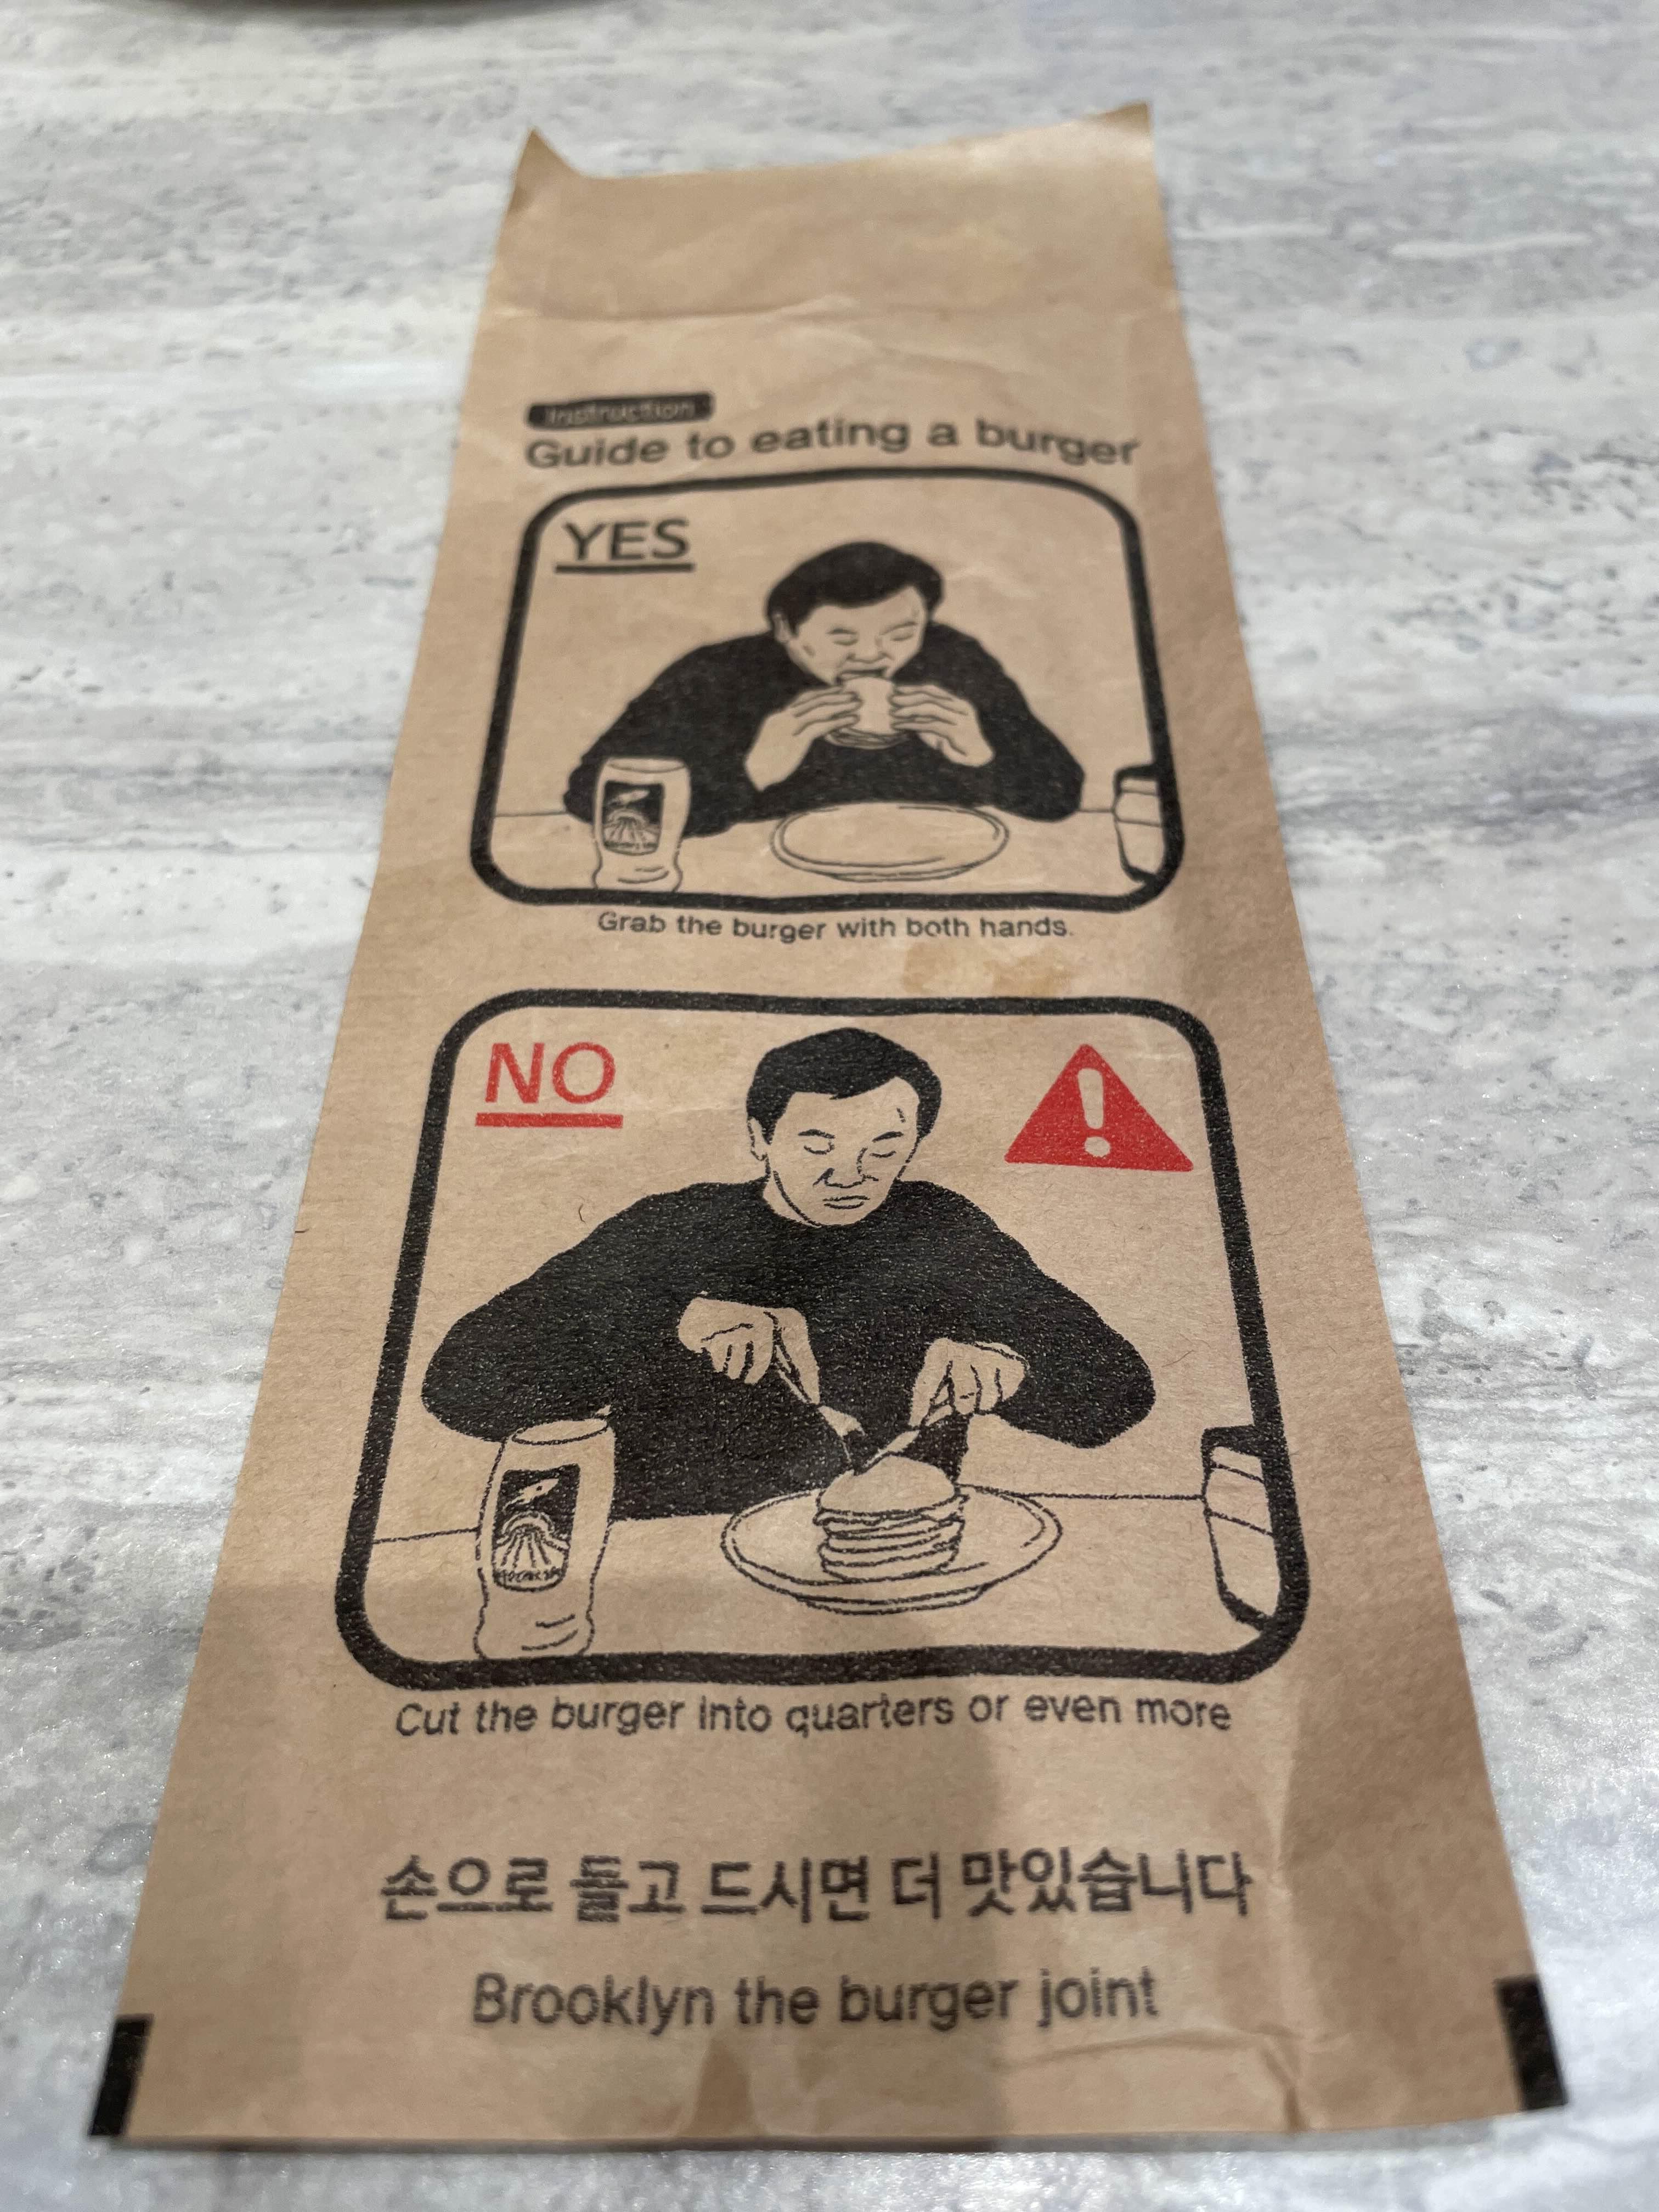 Instruction
Guide to eating a burger
YES
Grab the burger with both hands.
NO
Cut the burger into quarters or even more
손으로 들고 드시면 더 맛있습니다
Brooklyn the burger joint